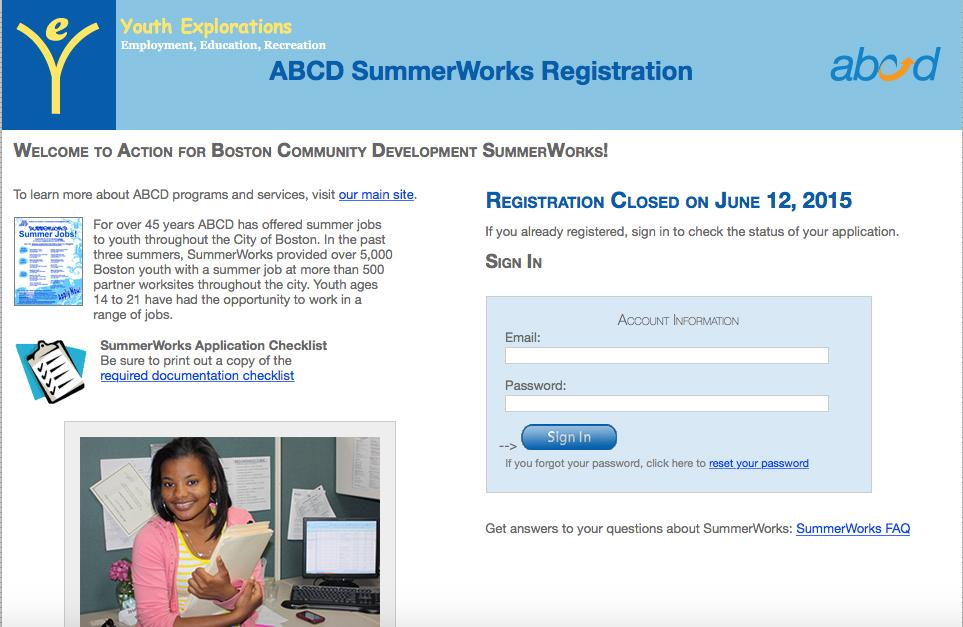 e
Youth Explorations
Employment, Education, Recreation
ABCD SummerWorks Registration
abcd
Welcome to Action for Boston Community Development SummerWorks!
To learn more about ABCD programs and services, visit our main site.
SummerWorks
Summer Jobs!
Apply Now!
For over 45 years ABCD has offered summer jobs
to youth throughout the City of Boston. In the past
three summers, SummerWorks provided over 5,000
Boston youth with a summer job at more than 500
partner worksites throughout the city. Youth ages
14 to 21 have had the opportunity to work in a
range of jobs.
SummerWorks Application Checklist
Be sure to print out a copy of the
required documentation checklist
Registration Closed on June 12, 2015
If you already registered, sign in to check the status of your application.
Sign In
Account Information
Email:
Password:
--> Sign In
If you forgot your password, click here to reset your password
Get answers to your questions about SummerWorks: SummerWorks FAQ